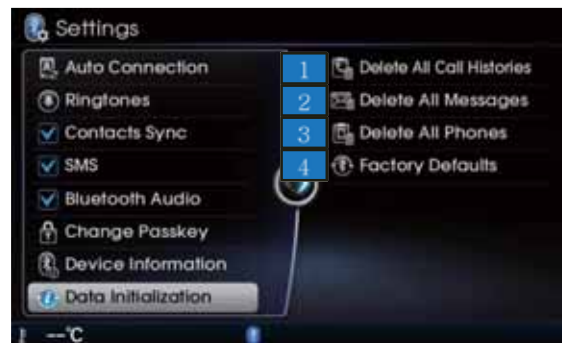 Settings
Auto Connection
Ringtones
Contacts Sync
SMS
Bluetooth Audio
Change Passkey
Device Information
Data Initialization
1 Delete All Call Histories
2 Delete All Messages
3 Delete All Phones
4 Factory Defaults
--°C